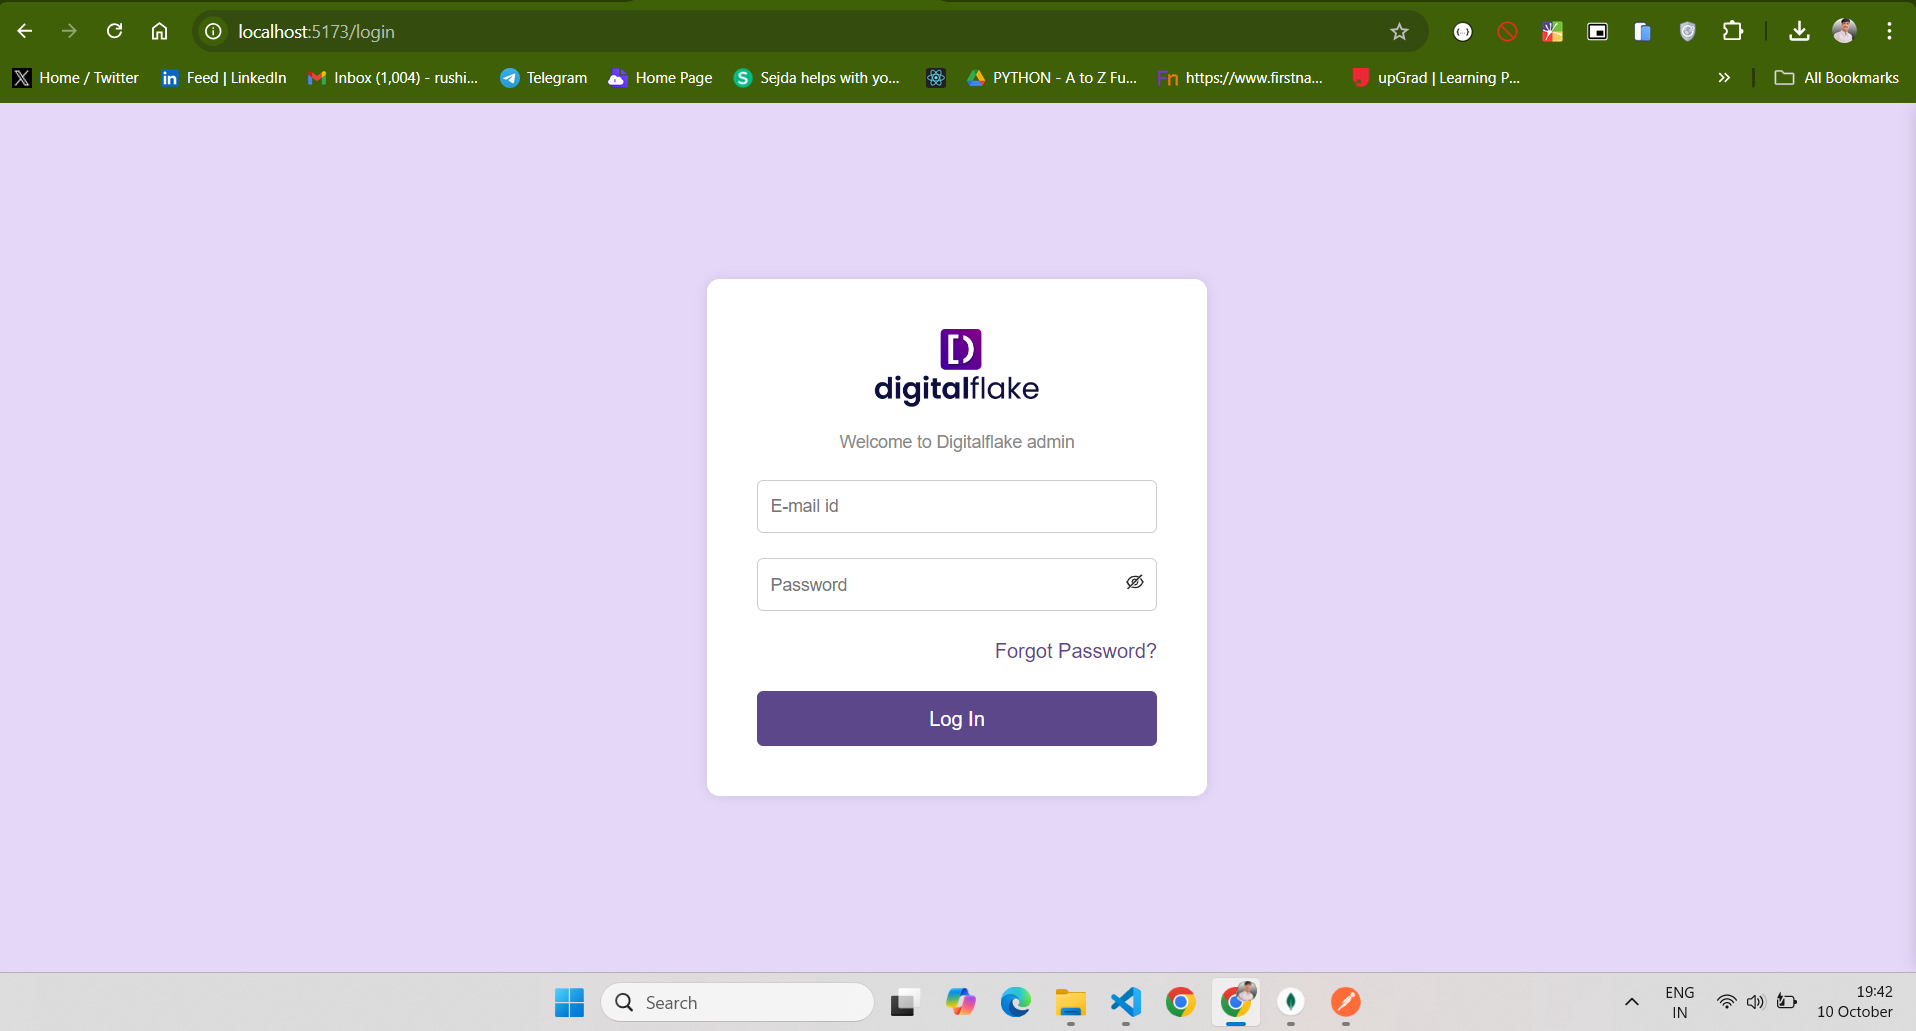 localhost:5173/login
Home / Twitter
Feed | LinkedIn
Inbox (1,004) - rushi...
Telegram
Home Page
Sejda helps with yo...
PYTHON - A to Z Fu...
https://www.firstna...
upGrad | Learning P...
All Bookmarks
digitalflake
Welcome to Digitalflake admin
E-mail id
Password
Forgot Password?
Log In
Search
ENG
IN
19:42
10 October